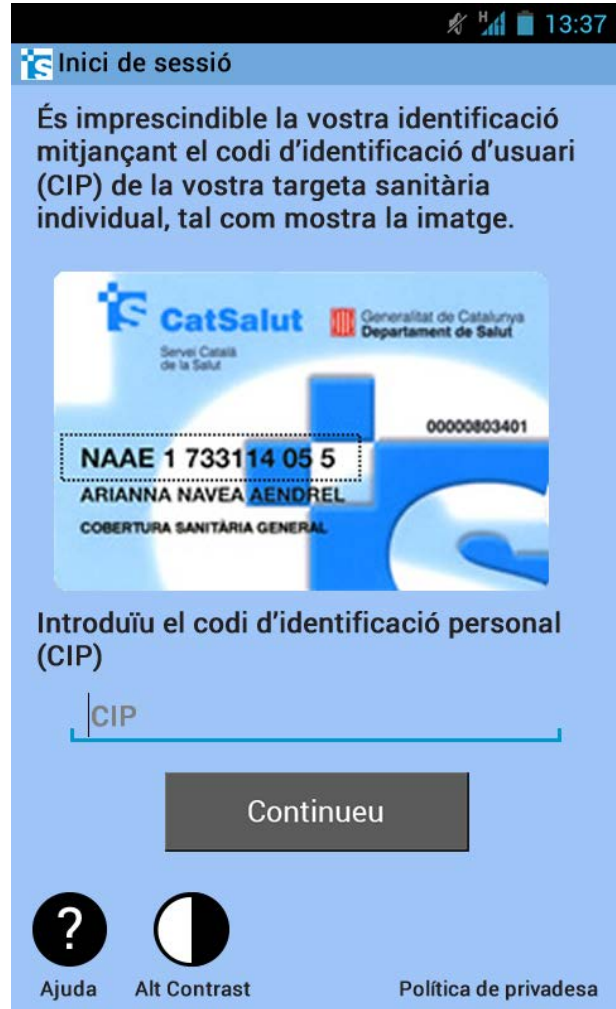 H 13:37
Inici de sessió
És imprescindible la vostra identificació
mitjançant el codi d'identificació d'usuari
(CIP) de la vostra targeta sanitària
individual, tal com mostra la imatge.
CatSalut
Servei Català
de la Salut
Generalitat de Catalunya
Departament de Salut
00000803401
NAAE 1 733114 05 5
ARIANNA NAVEA AENDREL
COBERTURA SANITÀRIA GENERAL
Introduïu el codi d'identificació personal
(CIP)
CIP
Continueu
?
Ajuda
Alt Contrast
Política de privadesa